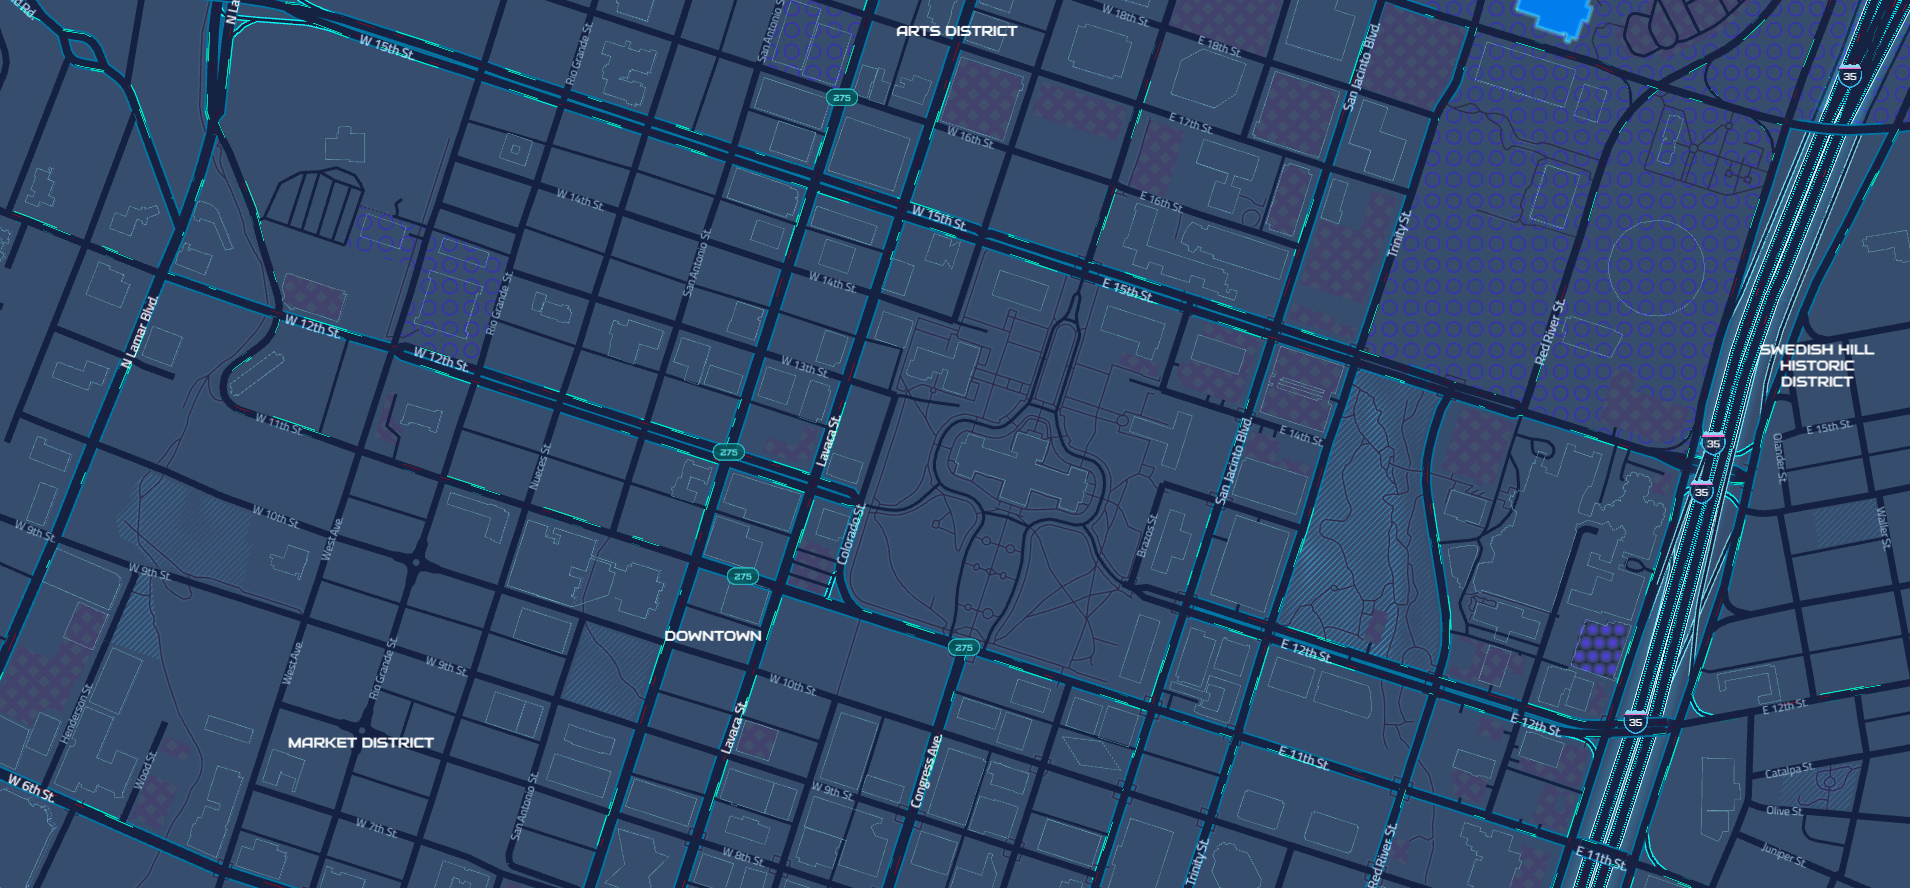 ARTS DISTRICT
W 18th St.
E 18th St.
San Jacinto Blvd.
W 15th St.
Rio Grande St.
San Antonio S
N La
d Rd.
35
275
W 16th St.
E 17th St.
E 16th St.
Trinity St.
W 14th St.
W 15th St.
San Antonio St.
W 14th St.
E 15th St.
Rio Grande St.
N Lamar Blvd.
W 12th St.
W 12th St.
W 13th St.
Red River St.
SWEDISH HILL
HISTORIC
DISTRICT
W 11th St.
Nueces St.
275
Lavaca St.
San Jacinto Blvd.
E 14th St.
35
35
Olander St.
E 15th St.
Waller St.
W 9th St.
W 10th St.
West Ave.
Colorado St.
Brazos St.
W 9th St.
275
DOWNTOWN
275
E 12th St.
West Ave.
Rio Grande St.
W 9th St.
W 10th St.
Henderson St.
MARKET DISTRICT
Lavaca St.
Congress Ave.
E 11th St.
E 12th St.
35
E 12th St.
Wood St.
W 6th St.
San Antonio St.
W 9th St.
Catalpa St.
Olive St.
Juniper St.
W 7th St.
W 8th St.
Trinity St.
Red River St.
E 11th St.